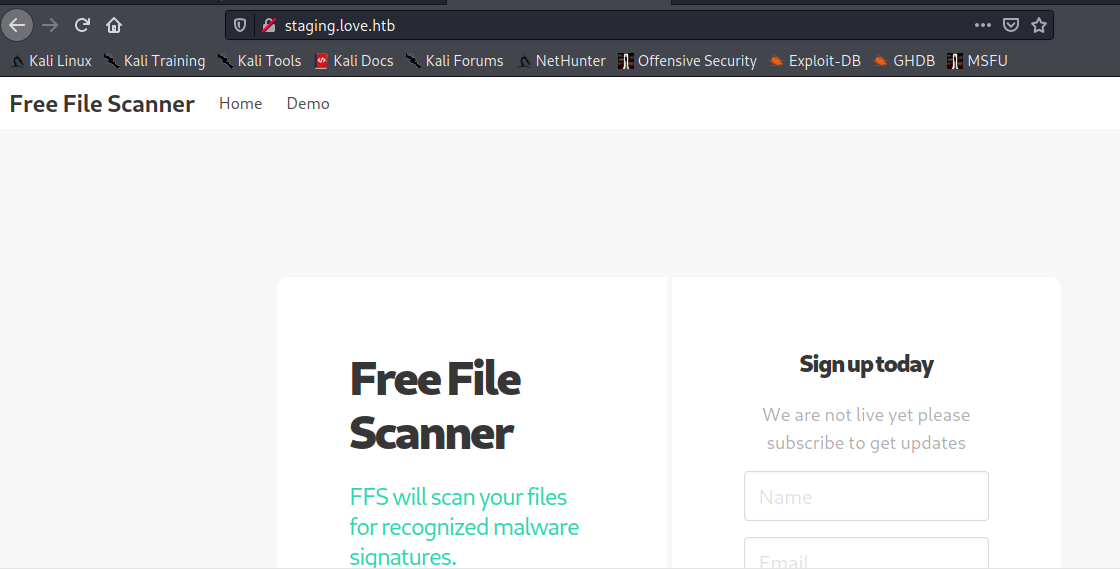 staging.love.htb
Kali Linux Kali Training Kali Tools Kali Docs Kali Forums NetHunter Offensive Security Exploit-DB GHDB MSFU
Free File Scanner Home Demo
Free File
Scanner
FFS will scan your files
for recognized malware
signatures.
Sign up today
We are not live yet please
subscribe to get updates
Name
Email